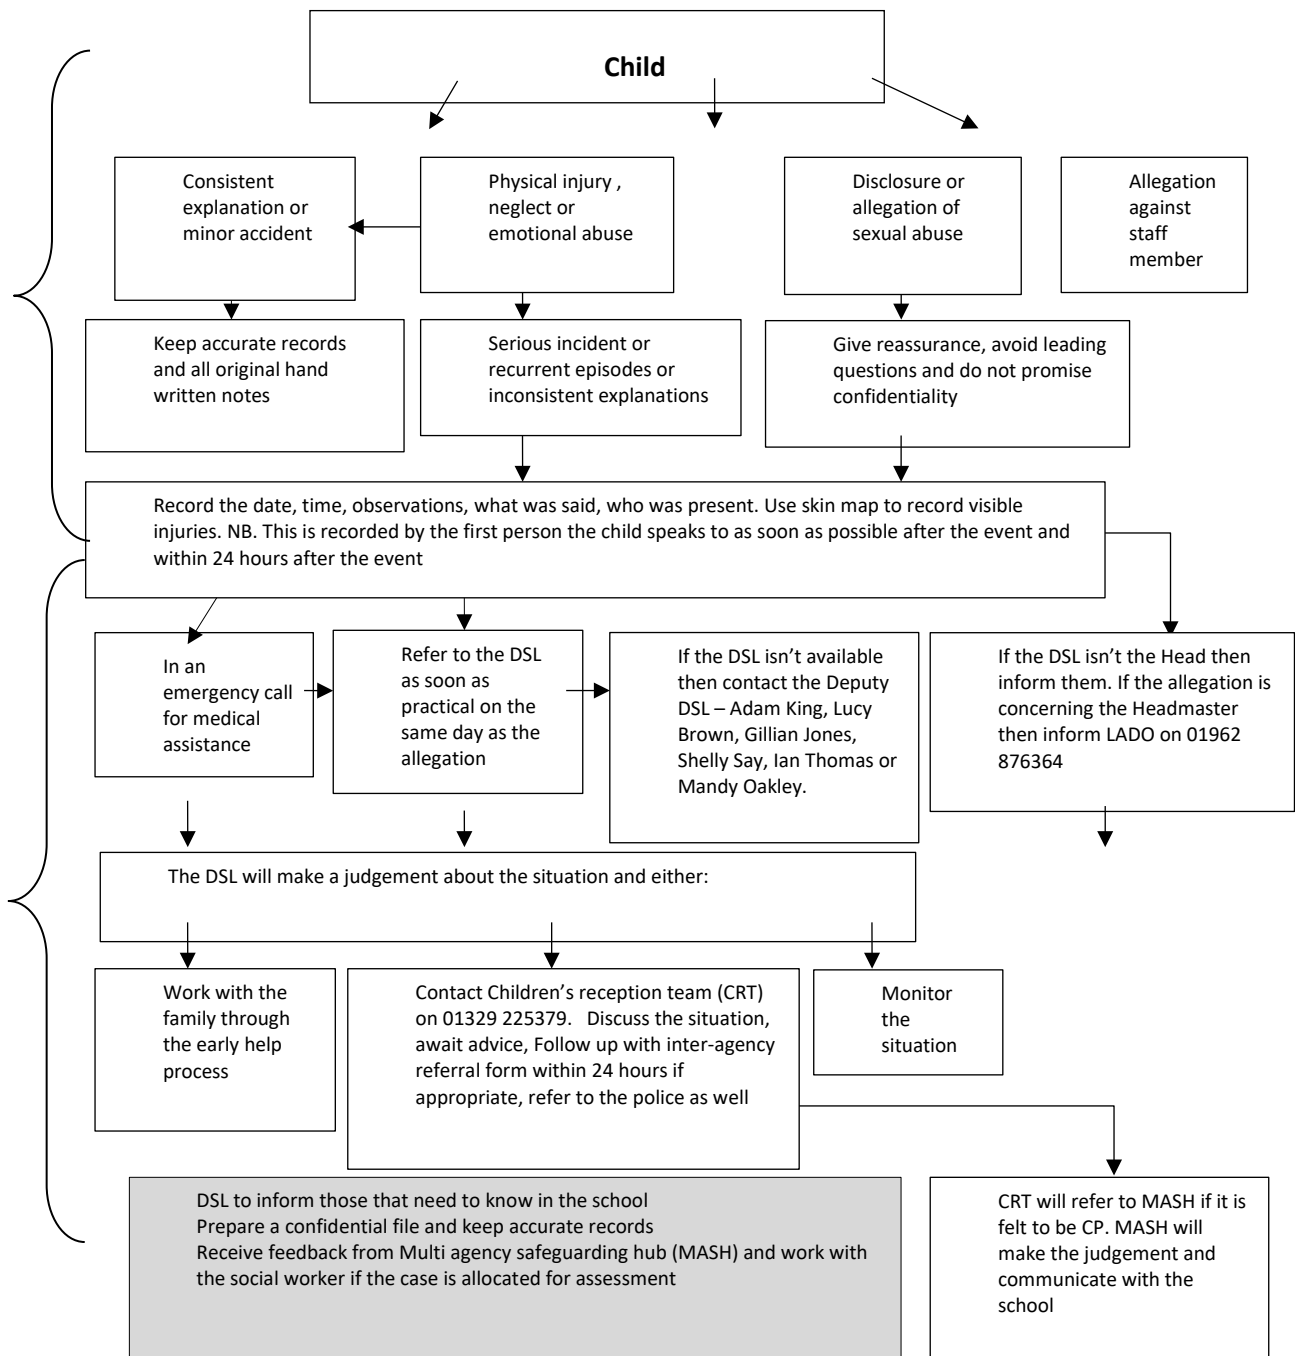 Child
Consistent
explanation or
minor accident
Physical injury ,
neglect or
emotional abuse
Disclosure or
allegation of
sexual abuse
Allegation
against
staff
member
Keep accurate records
and all original hand
written notes
Serious incident or
recurrent episodes or
inconsistent explanations
Give reassurance, avoid leading
questions and do not promise
confidentiality
Record the date, time, observations, what was said, who was present. Use skin map to record visible
injuries. NB. This is recorded by the first person the child speaks to as soon as possible after the event and
within 24 hours after the event
In an
emergency call
for medical
assistance
Refer to the DSL
as soon as
practical on the
same day as the
allegation
If the DSL isn’t available
then contact the Deputy
DSL – Adam King, Lucy
Brown, Gillian Jones,
Shelly Say, Ian Thomas or
Mandy Oakley.
If the DSL isn’t the Head then
inform them. If the allegation is
concerning the Headmaster
then inform LADO on 01962
876364
The DSL will make a judgement about the situation and either:
Work with the
family through
the early help
process
Contact Children’s reception team (CRT)
on 01329 225379.   Discuss the situation,
await advice, Follow up with inter-agency
referral form within 24 hours if
appropriate, refer to the police as well
Monitor
the
situation
DSL to inform those that need to know in the school
Prepare a confidential file and keep accurate records
Receive feedback from Multi agency safeguarding hub (MASH) and work with
the social worker if the case is allocated for assessment
CRT will refer to MASH if it is
felt to be CP. MASH will
make the judgement and
communicate with the
school